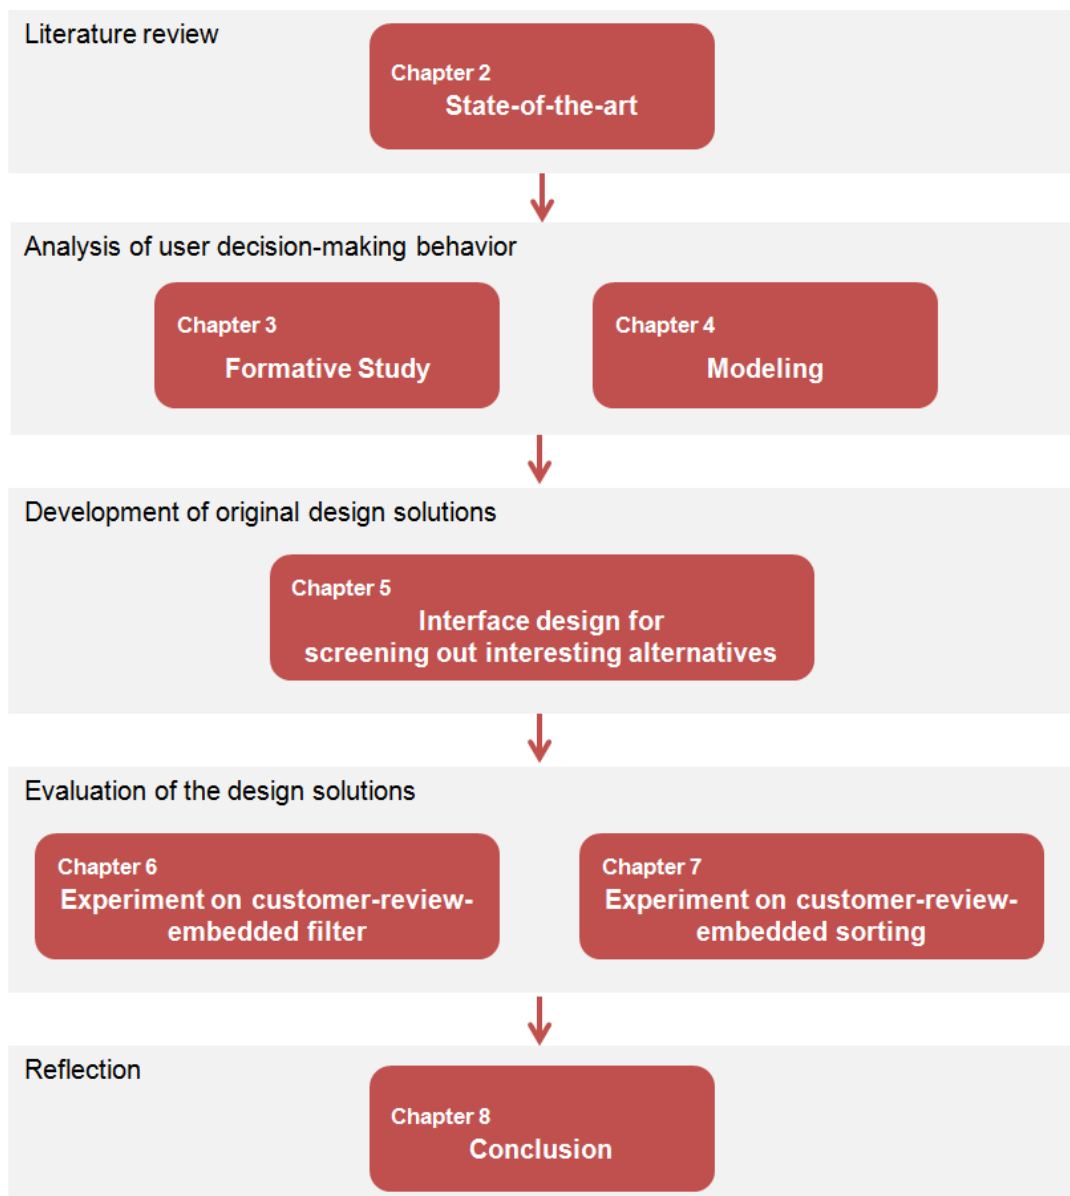 Literature review
Chapter 2
State-of-the-art
Analysis of user decision-making behavior
Chapter 3
Formative Study
Chapter 4
Modeling
Development of original design solutions
Chapter 5
Interface design for
screening out interesting alternatives
Evaluation of the design solutions
Chapter 6
Experiment on customer-review-
embedded filter
Chapter 7
Experiment on customer-review-
embedded sorting
Reflection
Chapter 8
Conclusion